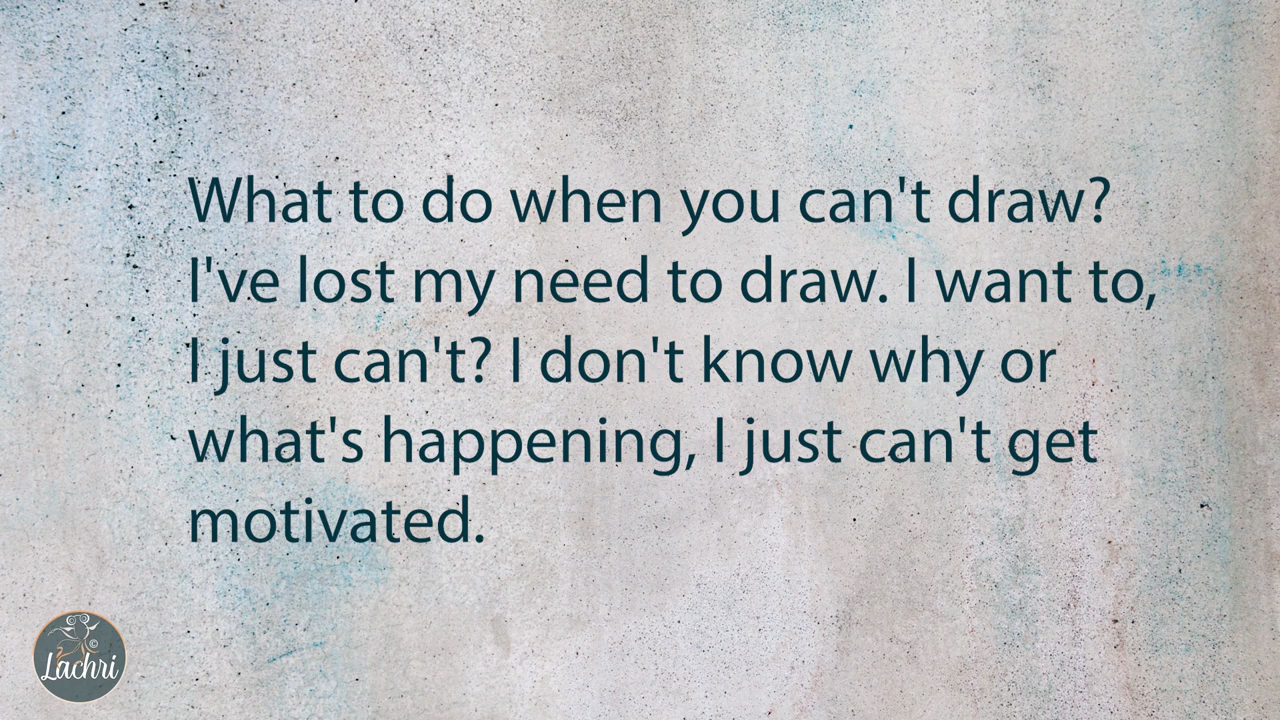 What to do when you can't draw?
I've lost my need to draw. I want to,
I just can't? I don't know why or
what's happening, I just can't get
motivated.
©
Lachri